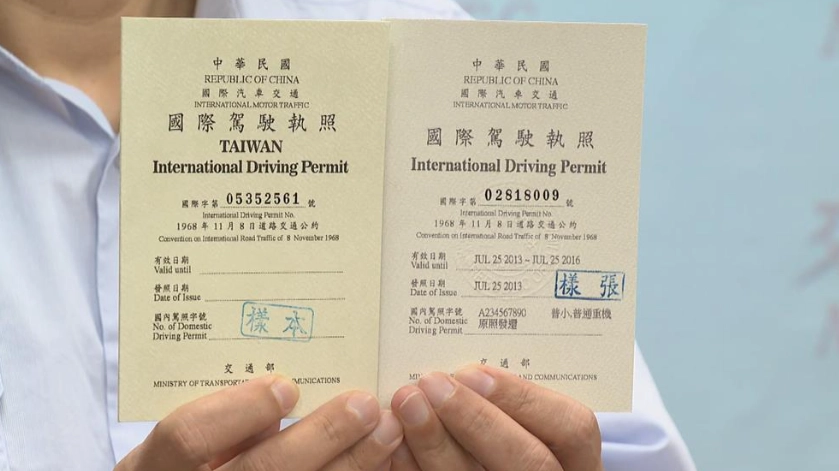 中華民國
REPUBLIC OF CHINA
國際汽車交通
INTERNATIONAL MOTOR TRAFFIC
國際駕駛執照
TAIWAN
International Driving Permit
國際字第 05352561 號
International Driving Permit No.
1968 年 11 月 8 日道路交通公約
Convention on International Road Traffic of 8 November 1968
有效日期
Valid until
發照日期
Date of Issue
國內駕照字號
No. of Domestic
Driving Permit
樣本
交通部
MINISTRY OF TRANSPORTA COMMUNICATIONS
中華民國
REPUBLIC OF CHINA
國際汽車交通
INTERNATIONAL MOTOR TRAFFIC
國際駕駛執照
International Driving Permit
國際字第 02818009 號
International Driving Permit No.
1968 年 11 月 8 日道路交通公約
Convention on International Road Traffic of 8 November 1968
有效日期
Valid until JUL 25 2013 ~ JUL 25 2016
發照日期
Date of Issue JUL 25 2013
樣張
國內駕照字號 A234567890 普小,普通重機
No. of Domestic 原照發還
Driving Permit
交通部
AND COMMUNICATIONS